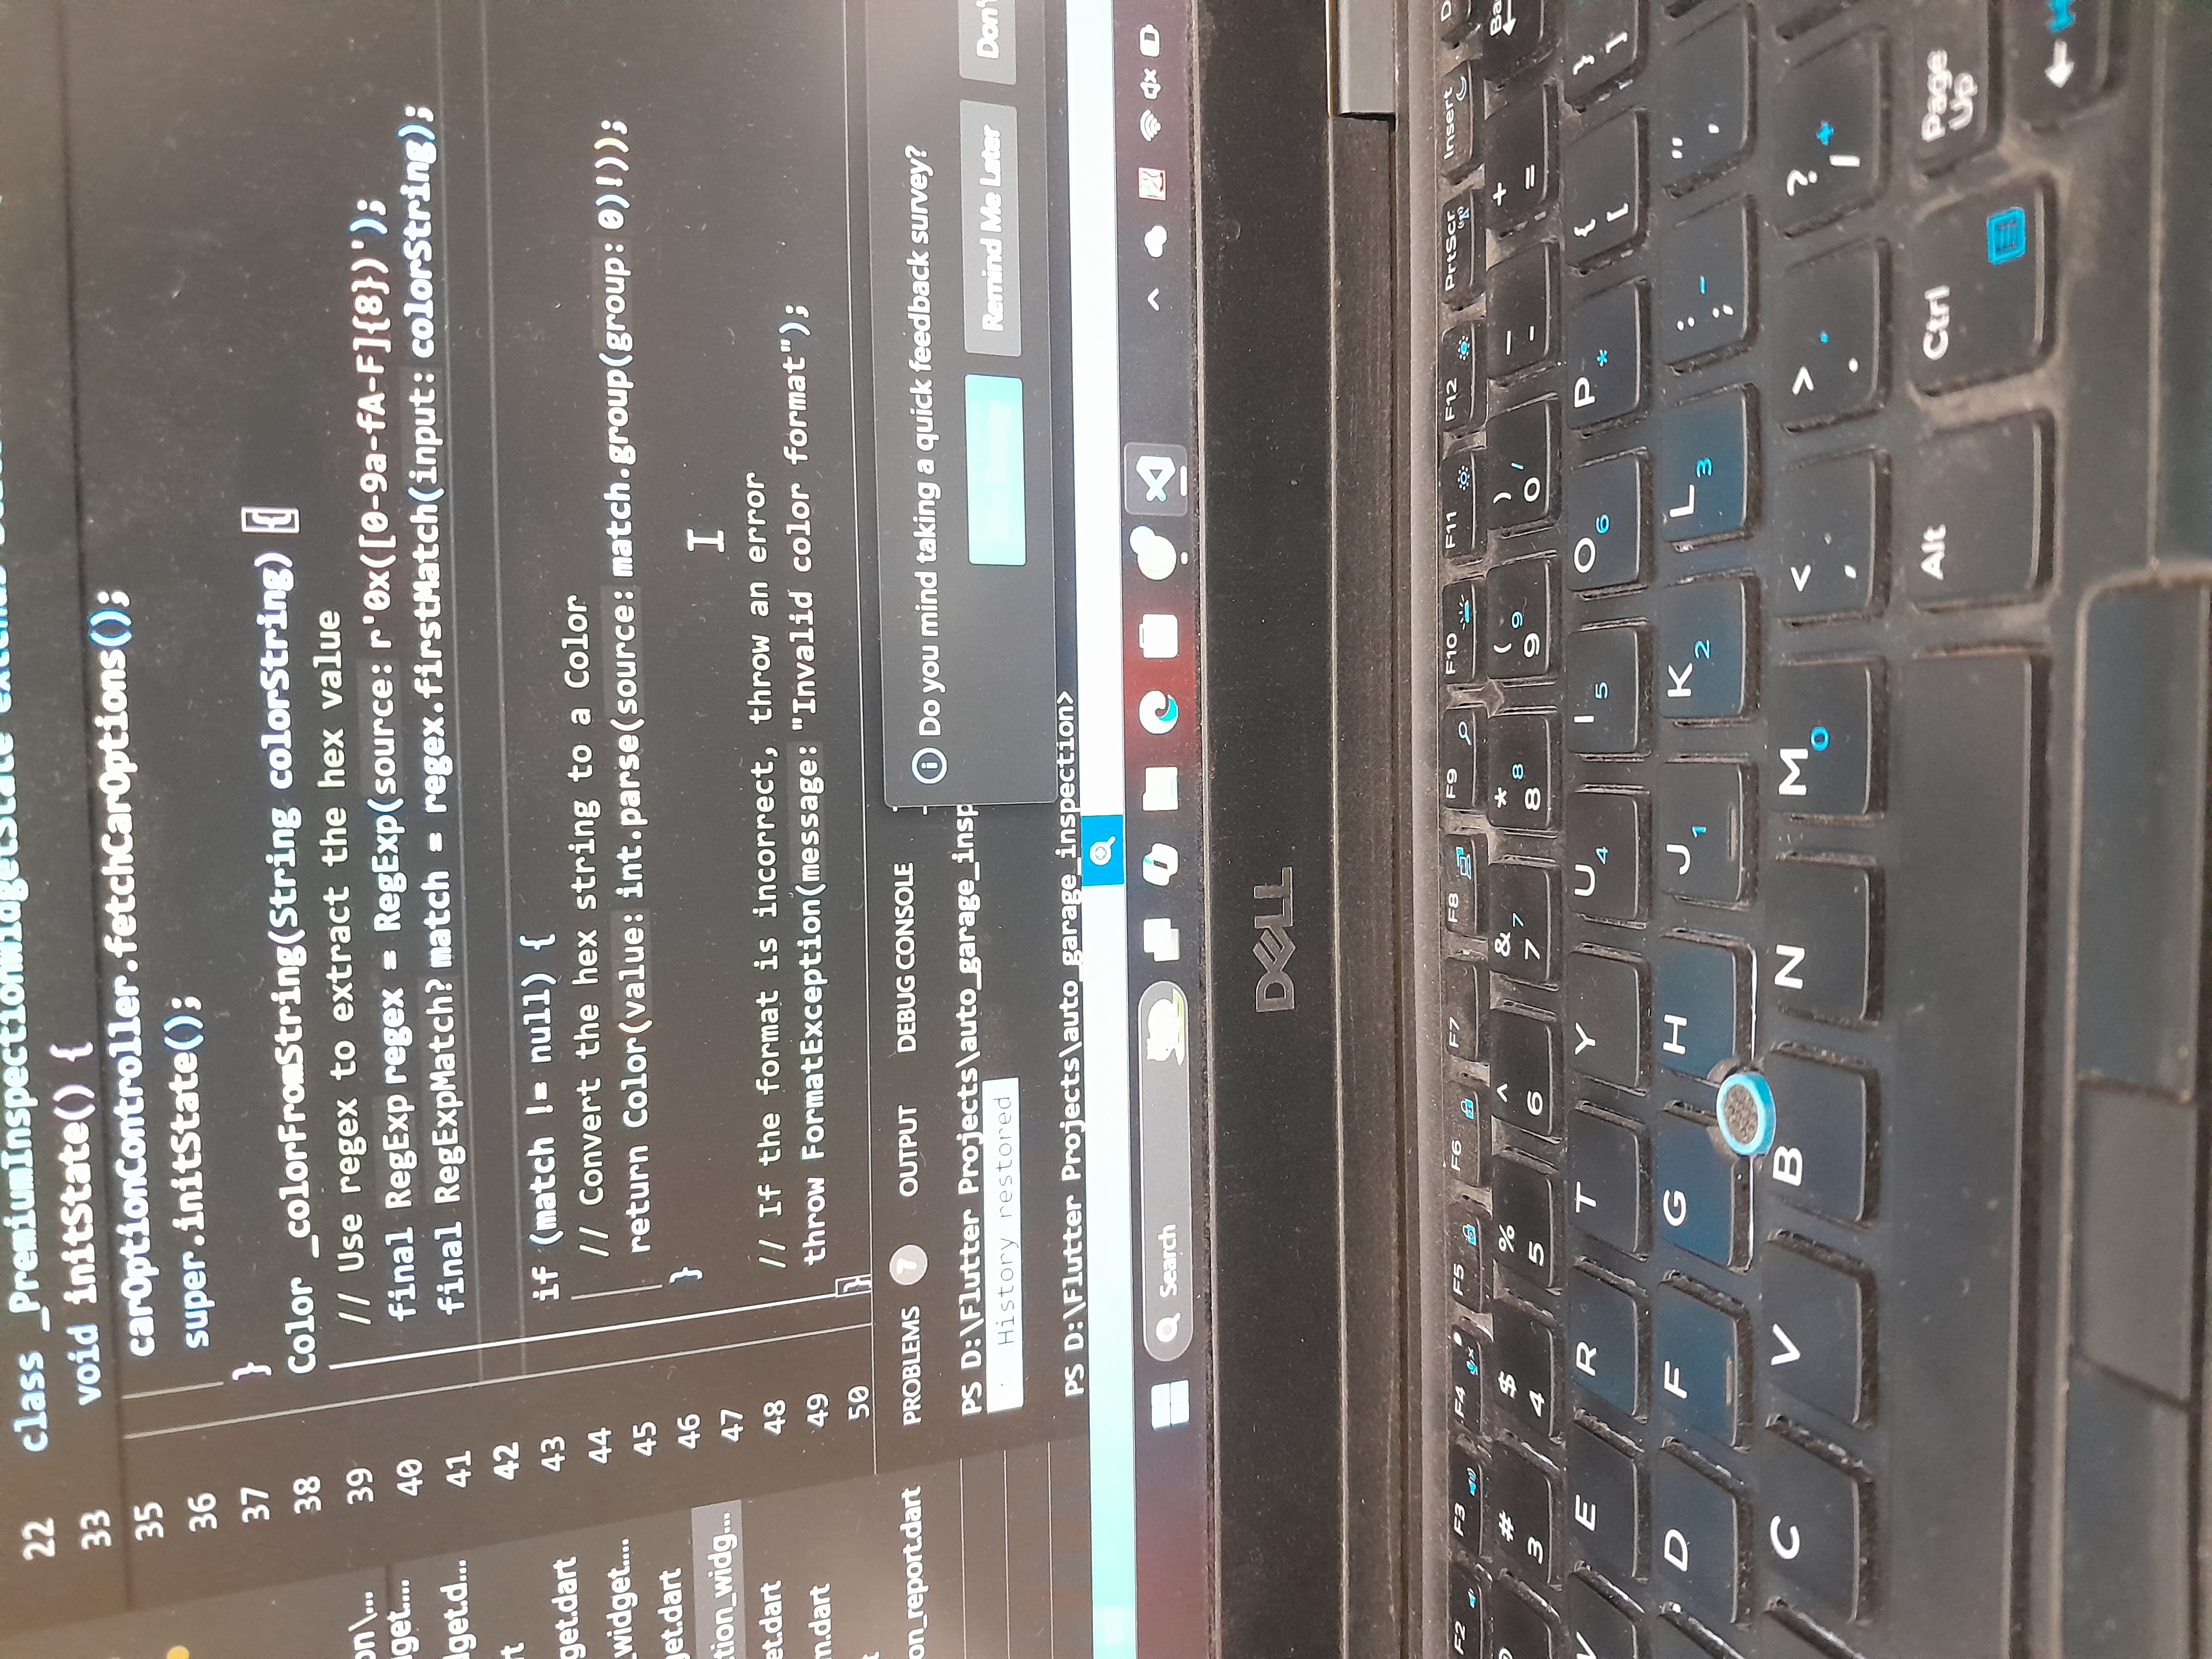 22 class _PremiumInspectionWidgetState extends
33 void initState() {
35 carOptionController.fetchCarOptions();
36 super.initState();
37 }
38 Color _colorFromString(String colorString) {
39 // Use regex to extract the hex value
40 final RegExp regex = RegExp(source: r'0x([0-9a-fA-F]{8})');
41 final RegExpMatch? match = regex.firstMatch(input: colorString);
42
43 if (match != null) {
44 // Convert the hex string to a Color
45 return Color(value: int.parse(source: match.group(group: 0)!));
46 }
47
48 // If the format is incorrect, throw an error
49 throw FormatException(message: "Invalid color format");
50 }
on\...
get....
get.d...
get.dart
_widget....
get.dart
tion_widg...
et.dart
m.dart
on_report.dart
PROBLEMS 7 OUTPUT DEBUG CONSOLE
Do you mind taking a quick feedback survey?
Remind Me Later Don'
PS D:\Flutter Projects\auto_garage_insp
History restored
PS D:\Flutter Projects\auto_garage_inspection>
Search
DELL
F2 F3 F4 F5 F6 F7 F8 F9 F10 F11 F12 PrtScr Insert D
# 3 $ 4 % 5 ^ 6 & 7 7 * 8 8 ( 9 9 ) 0 / _ - + = Ba
E R T Y U 4 I 5 O 6 P * { [ } ]
D F G H J 1 K 2 L 3 : ; - " '
C V B N M 0 < , > . . ? / +
Alt Ctrl Page Up